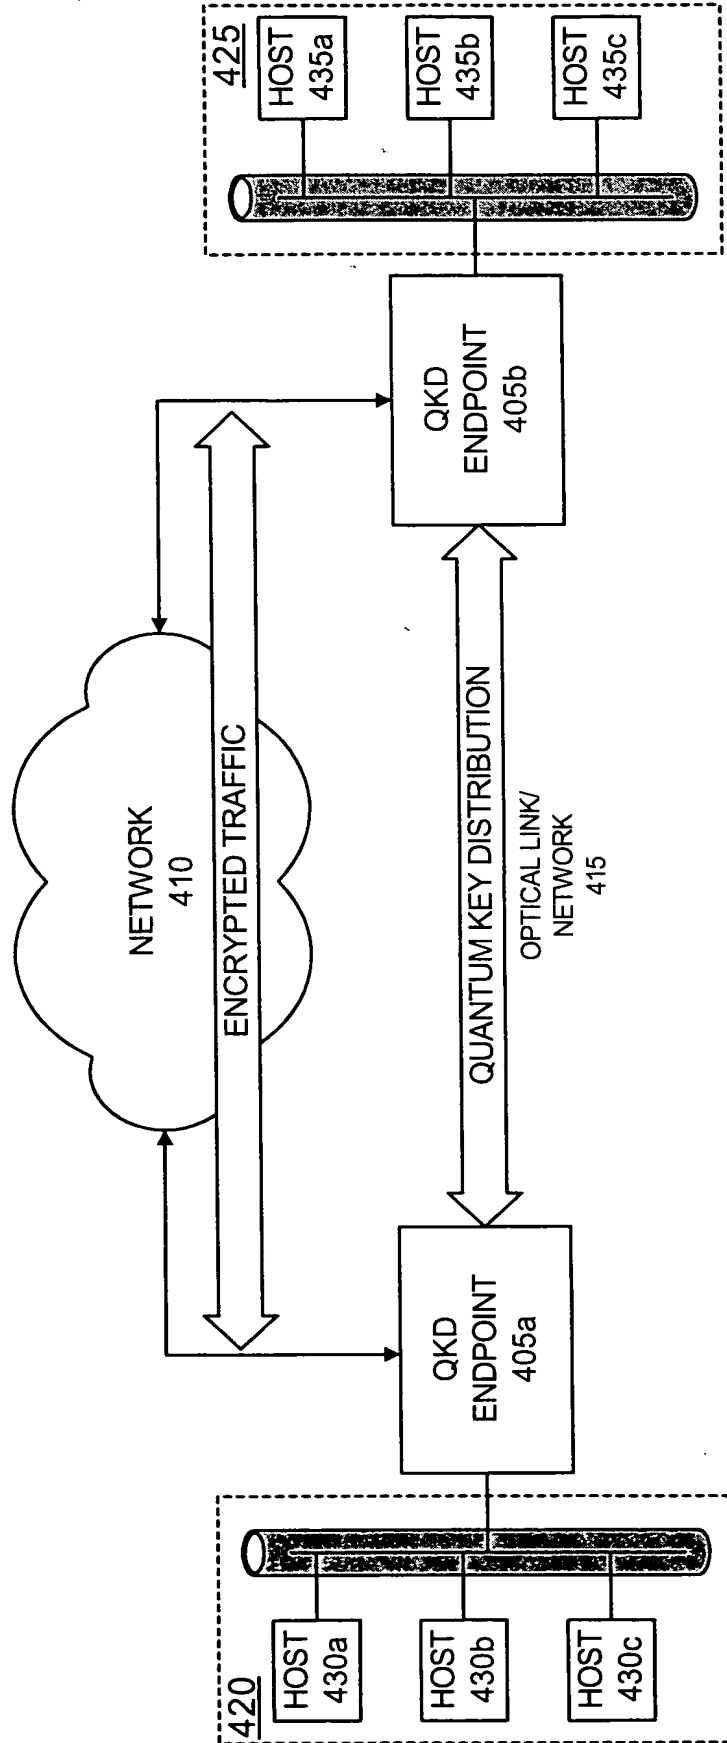 420
HOST
430a
HOST
430b
HOST
430c
QKD
ENDPOINT
405a
NETWORK
410
ENCRYPTED TRAFFIC
QUANTUM KEY DISTRIBUTION
OPTICAL LINK/
NETWORK
415
QKD
ENDPOINT
405b
425
HOST
435a
HOST
435b
HOST
435c